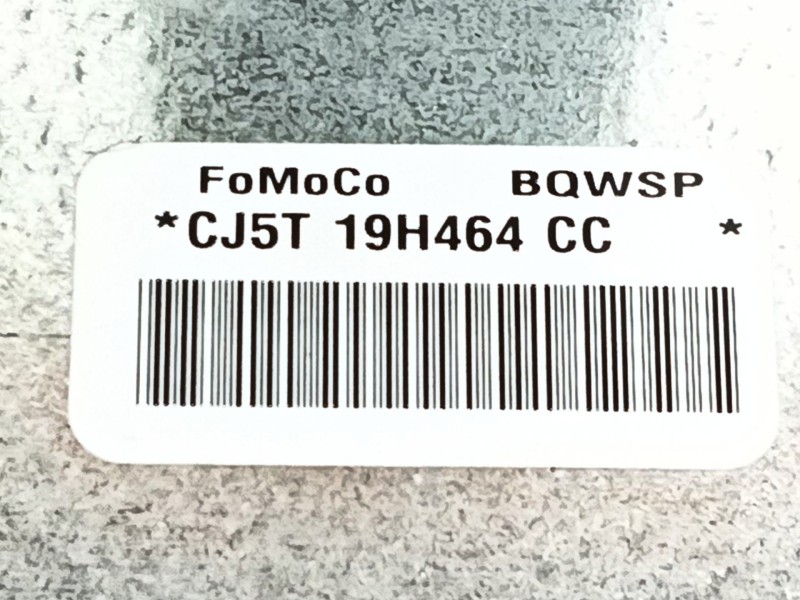 FoMoCo BQWSP
*CJ5T 19H464 CC *